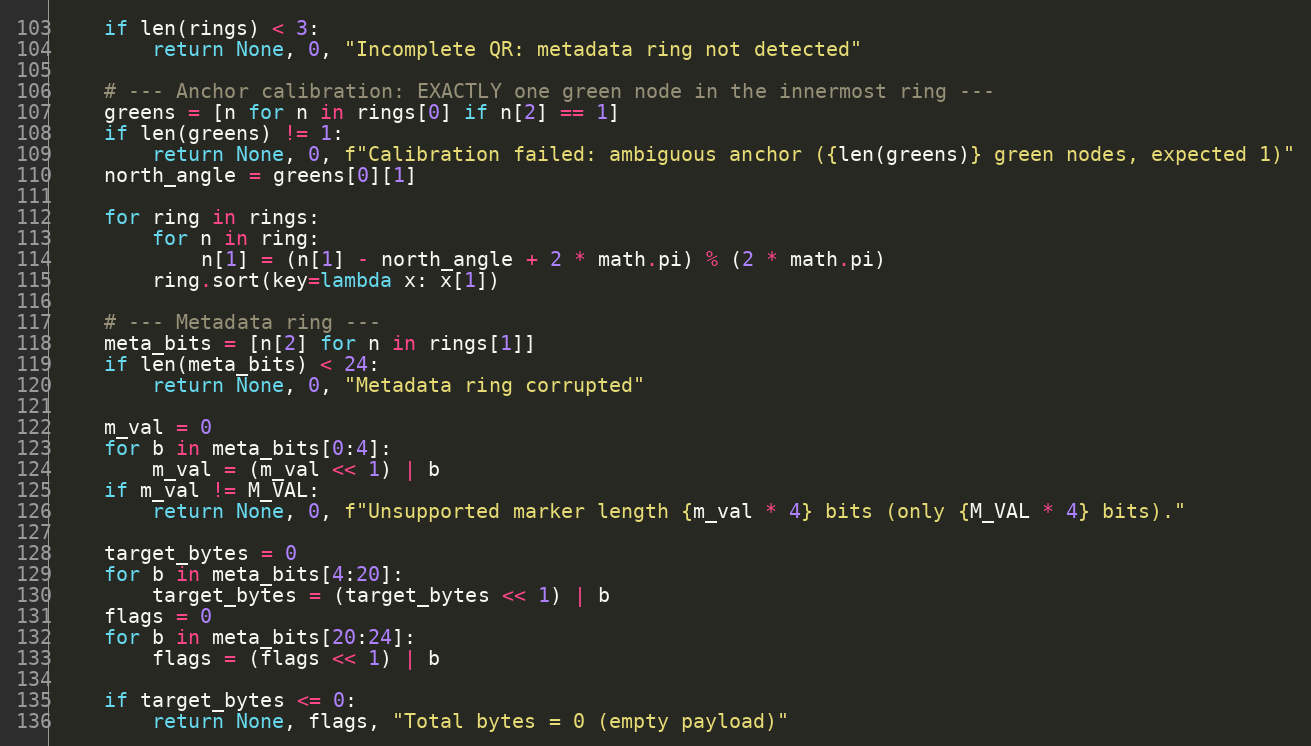 103    if len(rings) < 3:
104        return None, 0, "Incomplete QR: metadata ring not detected"
105
106    # --- Anchor calibration: EXACTLY one green node in the innermost ring ---
107    greens = [n for n in rings[0] if n[2] == 1]
108    if len(greens) != 1:
109        return None, 0, f"Calibration failed: ambiguous anchor ({len(greens)} green nodes, expected 1)"
110    north_angle = greens[0][1]
111
112    for ring in rings:
113        for n in ring:
114            n[1] = (n[1] - north_angle + 2 * math.pi) % (2 * math.pi)
115        ring.sort(key=lambda x: x[1])
116
117    # --- Metadata ring ---
118    meta_bits = [n[2] for n in rings[1]]
119    if len(meta_bits) < 24:
120        return None, 0, "Metadata ring corrupted"
121
122    m_val = 0
123    for b in meta_bits[0:4]:
124        m_val = (m_val << 1) | b
125    if m_val != M_VAL:
126        return None, 0, f"Unsupported marker length {m_val * 4} bits (only {M_VAL * 4} bits)."
127
128    target_bytes = 0
129    for b in meta_bits[4:20]:
130        target_bytes = (target_bytes << 1) | b
131    flags = 0
132    for b in meta_bits[20:24]:
133        flags = (flags << 1) | b
134
135    if target_bytes <= 0:
136        return None, flags, "Total bytes = 0 (empty payload)"